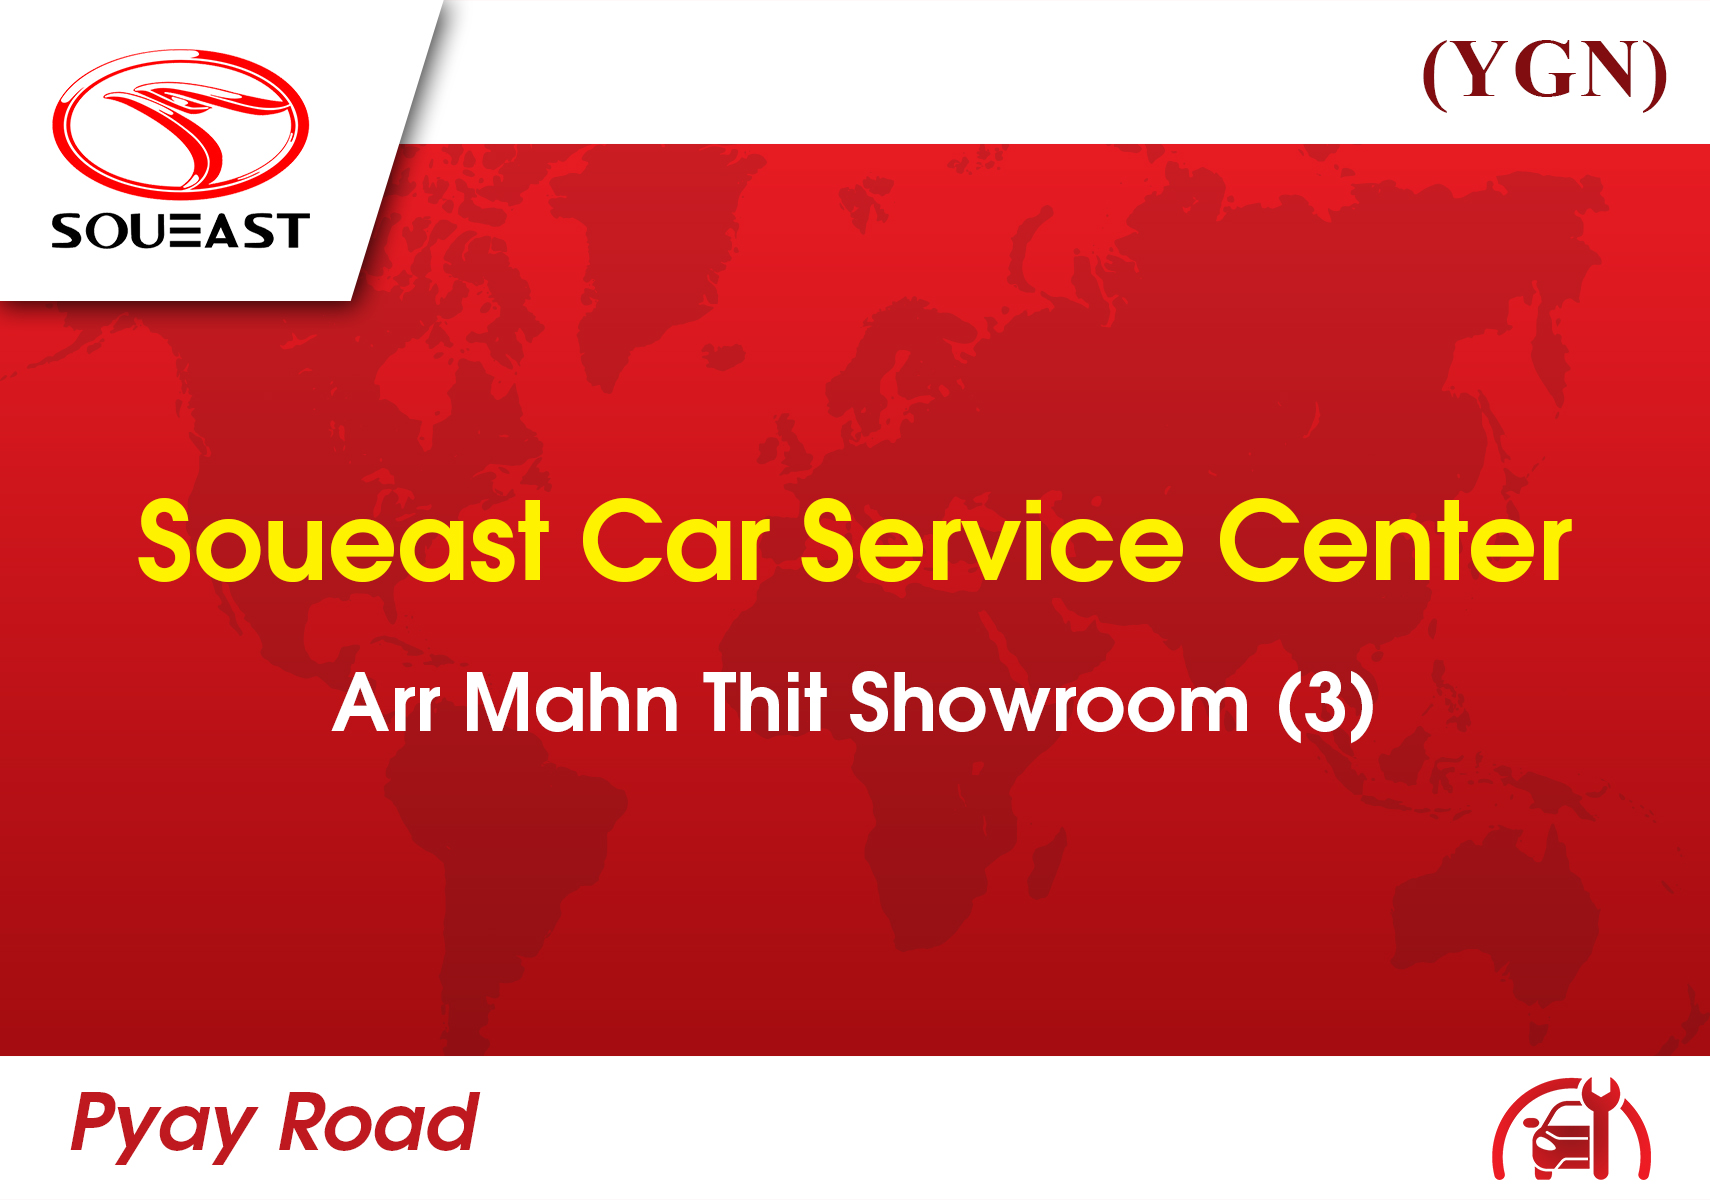 (YGN)
SOUEAST
Soueast Car Service Center
Arr Mahn Thit Showroom (3)
Pyay Road